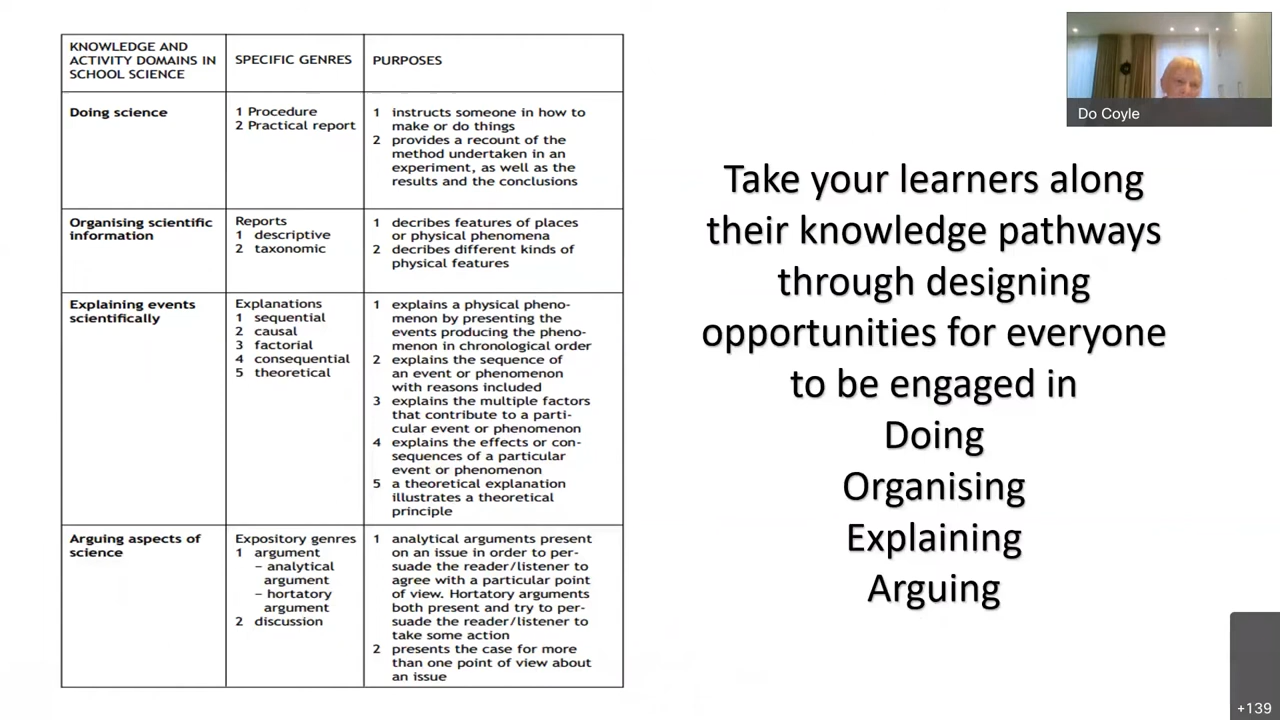 KNOWLEDGE AND
ACTIVITY DOMAINS IN
SCHOOL SCIENCE
SPECIFIC GENRES
PURPOSES
Doing science
1 Procedure
2 Practical report
1 instructs someone in how to
make or do things
2 provides a recount of the
method undertaken in an
experiment, as well as the
results and the conclusions
Organising scientific
information
Reports
1 descriptive
2 taxonomic
1 decribes features of places
or physical phenomena
2 decribes different kinds of
physical features
Explaining events
scientifically
Explanations
1 sequential
2 causal
3 factorial
4 consequential
5 theoretical
1 explains a physical pheno-
menon by presenting the
events producing the pheno-
menon in chronological order
2 explains the sequence of
an event or phenomenon
with reasons included
3 explains the multiple factors
that contribute to a parti-
cular event or phenomenon
4 explains the effects or con-
sequences of a particular
event or phenomenon
5 a theoretical explanation
illustrates a theoretical
principle
Arguing aspects of
science
Expository genres
1 argument
– analytical
argument
– hortatory
argument
2 discussion
1 analytical arguments present
on an issue in order to per-
suade the reader/listener to
agree with a particular point
of view. Hortatory arguments
both present and try to per-
suade the reader/listener to
take some action
2 presents the case for more
than one point of view about
an issue
Do Coyle
Take your learners along
their knowledge pathways
through designing
opportunities for everyone
to be engaged in
Doing
Organising
Explaining
Arguing
+139